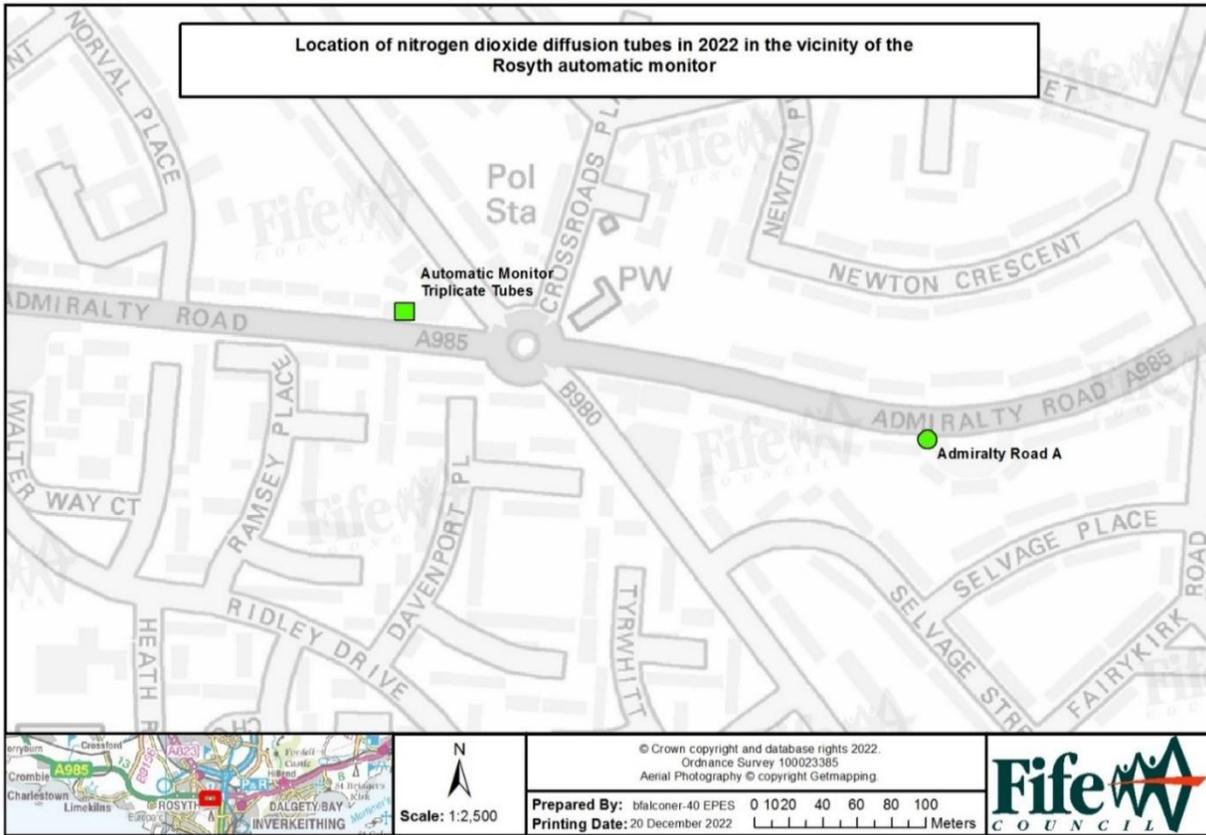 Location of nitrogen dioxide diffusion tubes in 2022 in the vicinity of the
Rosyth automatic monitor
NORVAL PLACE
Pol
Sta
CROSSROADS
PW
NEWTON
NEWTON CRESCENT
Automatic Monitor
Triplicate Tubes
ADMIRALTY ROAD
A985
B980
ADMIRALTY ROAD A985
Admiralty Road A
WALTER WAY CT
RAMSEY PLACE
DAVENPORT PL
RIDLEY DRIVE
HEATH
TYRWHITT
SELVAGE PLACE
SELVAGE
FAIRYKIRK
ROAD
Fife
COUNCIL
Crossford
A985
Crombie
Charlestown
Limekilns
ROSYTH
P&R
Hillend
DALGETY BAY
INVERKEITHING
N
Scale: 1:2,500
© Crown copyright and database rights 2022.
Ordnance Survey 100023385
Aerial Photography © copyright Getmapping.
Prepared By: bfalconer-40 EPES
Printing Date: 20 December 2022
0 10 20 40 60 80 100
Meters
Fife
COUNCIL